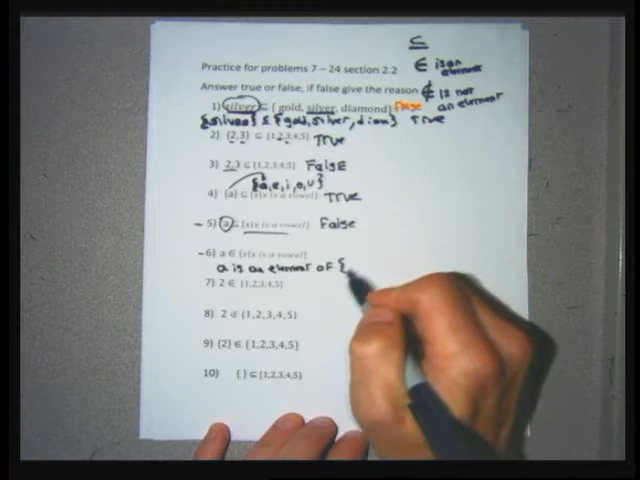 ⊆
Practice for problems 7 – 24 section 2.2
∈ is an element
Answer true or false, if false give the reason
∉ is not an element
1) silver ⊆ { gold, silver, diamond} False
{silver} ⊆ {gold, silver, diam} True
2) {2,3} ⊆ {1,2,3,4,5} True
3) 2,3 ⊆ {1,2,3,4,5} False
{a,e,i,o,u}
4) {a} ⊆ {x|x is a vowel} True
5) a ⊆ {x|x is a vowel} False
6) a ∈ {x|x is a vowel}
a is an element of {
7) 2 ∈ {1,2,3,4,5}
8) 2 ∉ {1,2,3,4,5}
9) {2} ∈ {1,2,3,4,5}
10) { } ⊆ {1,2,3,4,5}